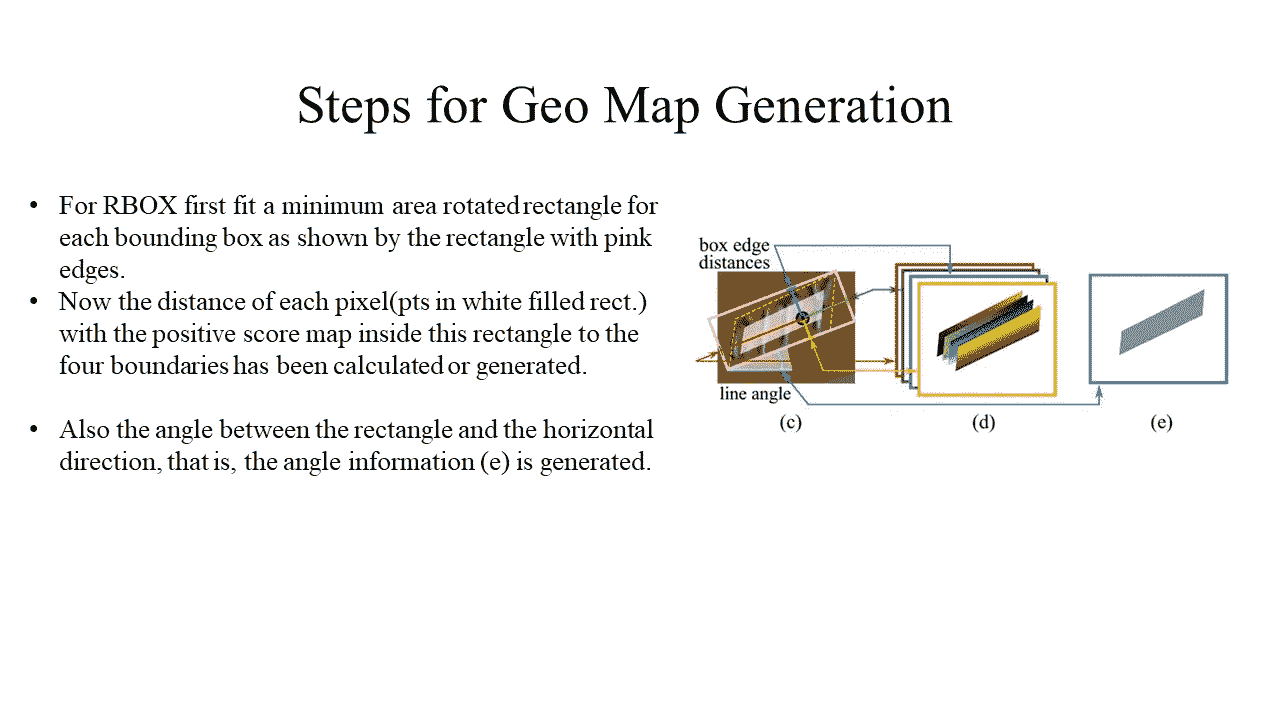 Steps for Geo Map Generation
• For RBOX first fit a minimum area rotated rectangle for
each bounding box as shown by the rectangle with pink
edges.
• Now the distance of each pixel(pts in white filled rect.)
with the positive score map inside this rectangle to the
four boundaries has been calculated or generated.
• Also the angle between the rectangle and the horizontal
direction, that is, the angle information (e) is generated.
box edge
distances
line angle
(c)
(d)
(e)